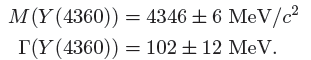 M(Y(4360)) = 4346 ± 6 MeV/c²
Γ(Y(4360)) = 102 ± 12 MeV.